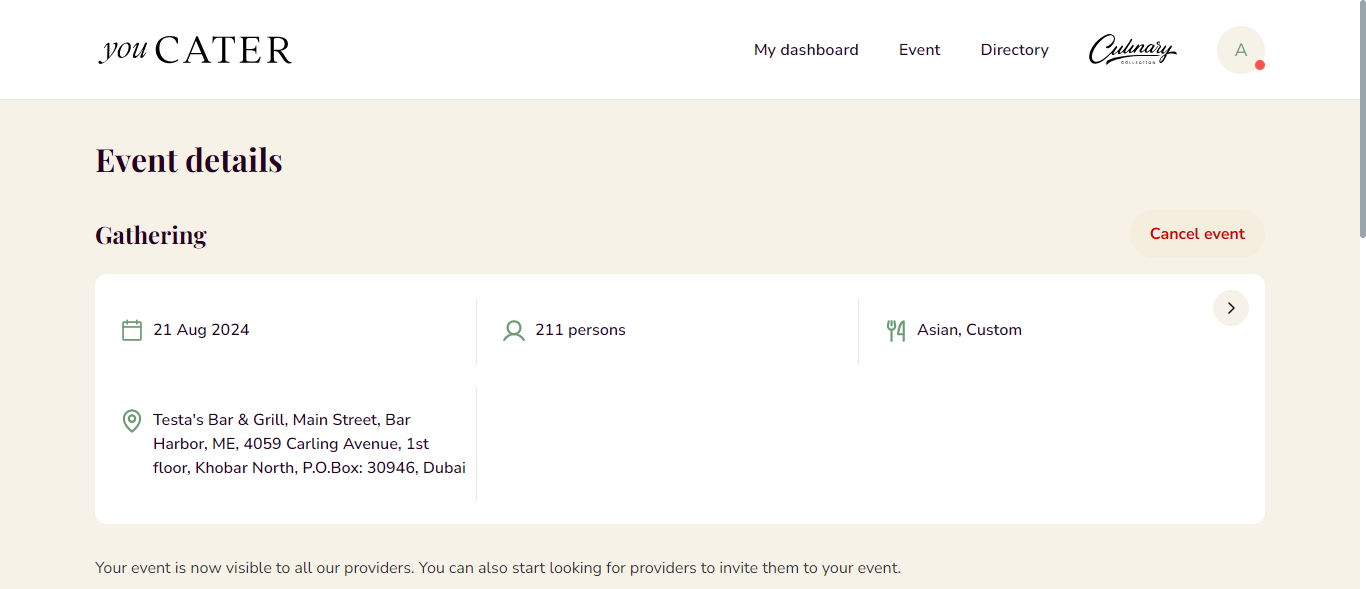 you CATER
My dashboard
Event
Directory
Culinary
COLLECTION
A
Event details
Gathering
Cancel event
21 Aug 2024
211 persons
Asian, Custom
Testa's Bar & Grill, Main Street, Bar
Harbor, ME, 4059 Carling Avenue, 1st
floor, Khobar North, P.O.Box: 30946, Dubai
Your event is now visible to all our providers. You can also start looking for providers to invite them to your event.